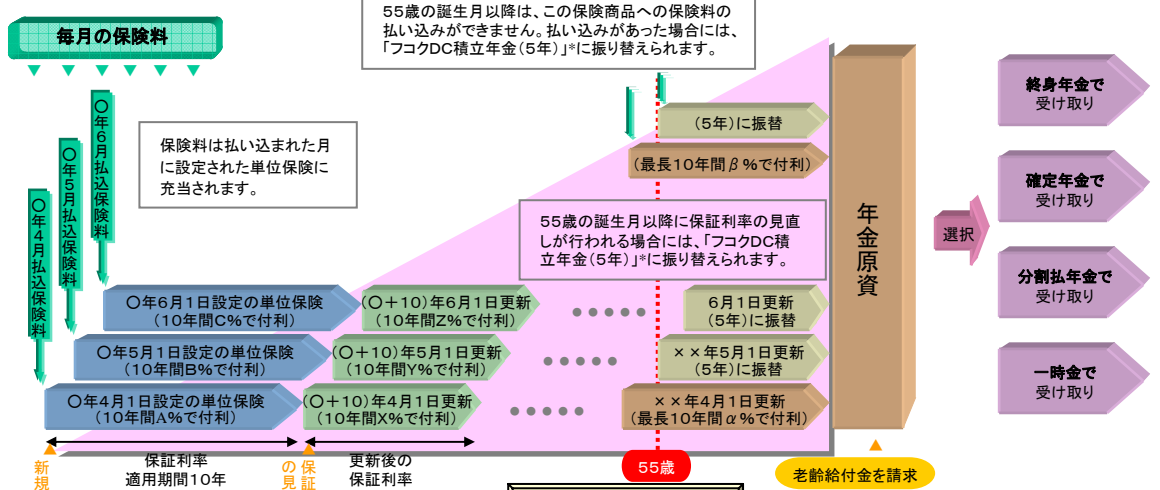 55歳の誕生月以降は、この保険商品への保険料の
払い込みができません。払い込みがあった場合には、
「フコクDC積立年金(5年)」*に振り替えられます。
毎月の保険料
〇年6月払込保険料
〇年5月払込保険料
〇年4月払込保険料
保険料は払い込まれた月
に設定された単位保険に
充当されます。
(5年)に振替
(最長10年間β%で付利)
55歳の誕生月以降に保証利率の見直
しが行われる場合には、「フコクDC積
立年金(5年)」*に振り替えられます。
〇年6月1日設定の単位保険
(10年間C%で付利)
(〇+10)年6月1日更新
(10年間Z%で付利)
●●●●●
6月1日更新
(5年)に振替
〇年5月1日設定の単位保険
(10年間B%で付利)
(〇+10)年5月1日更新
(10年間Y%で付利)
●●●●●
××年5月1日更新
(5年)に振替
〇年4月1日設定の単位保険
(10年間A%で付利)
(〇+10)年4月1日更新
(10年間X%で付利)
●●●●●
××年4月1日更新
(最長10年間α%で付利)
年金原資
選択
終身年金で
受け取り
確定年金で
受け取り
分割払年金で
受け取り
一時金で
受け取り
新規
保証利率
適用期間10年
保証
の見
更新後の
保証利率
55歳
老齢給付金を請求